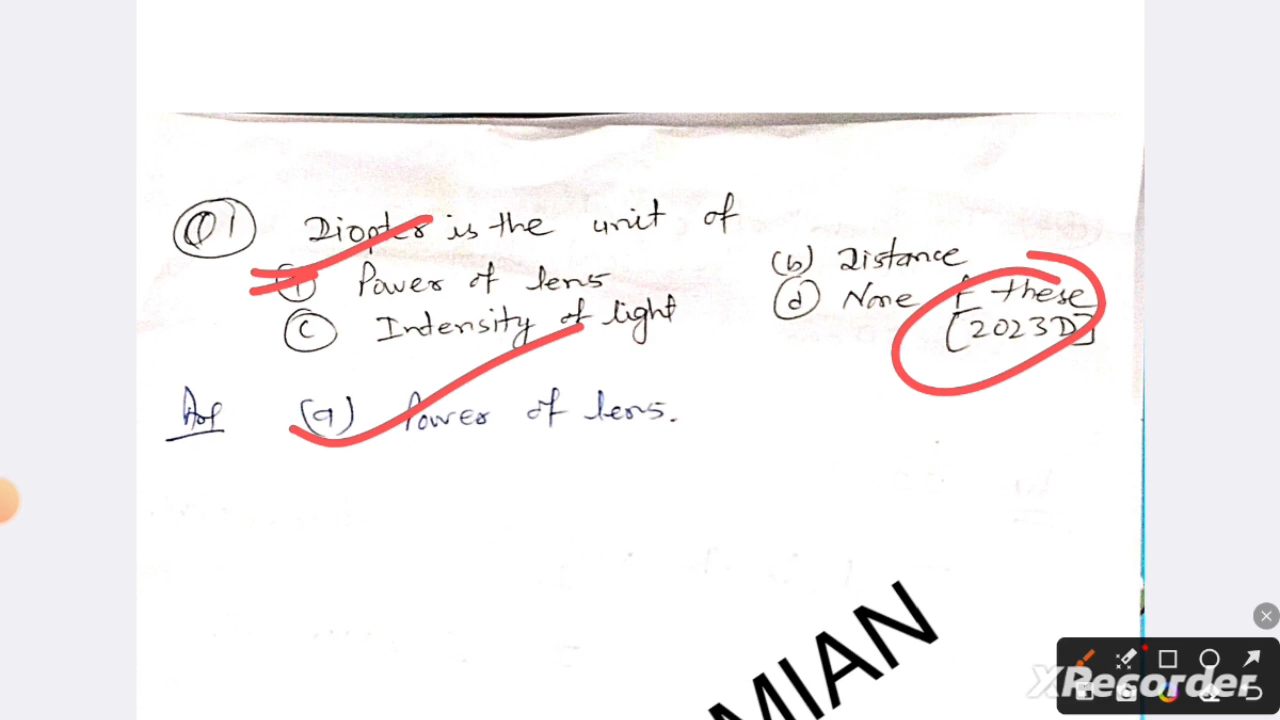 Q1 Diopter is the unit of
(a) Power of lens (b) Distance
(c) Intensity of light (d) None of these
[2023D]
Ans (a) Power of lens.
MIAN
XRecorder